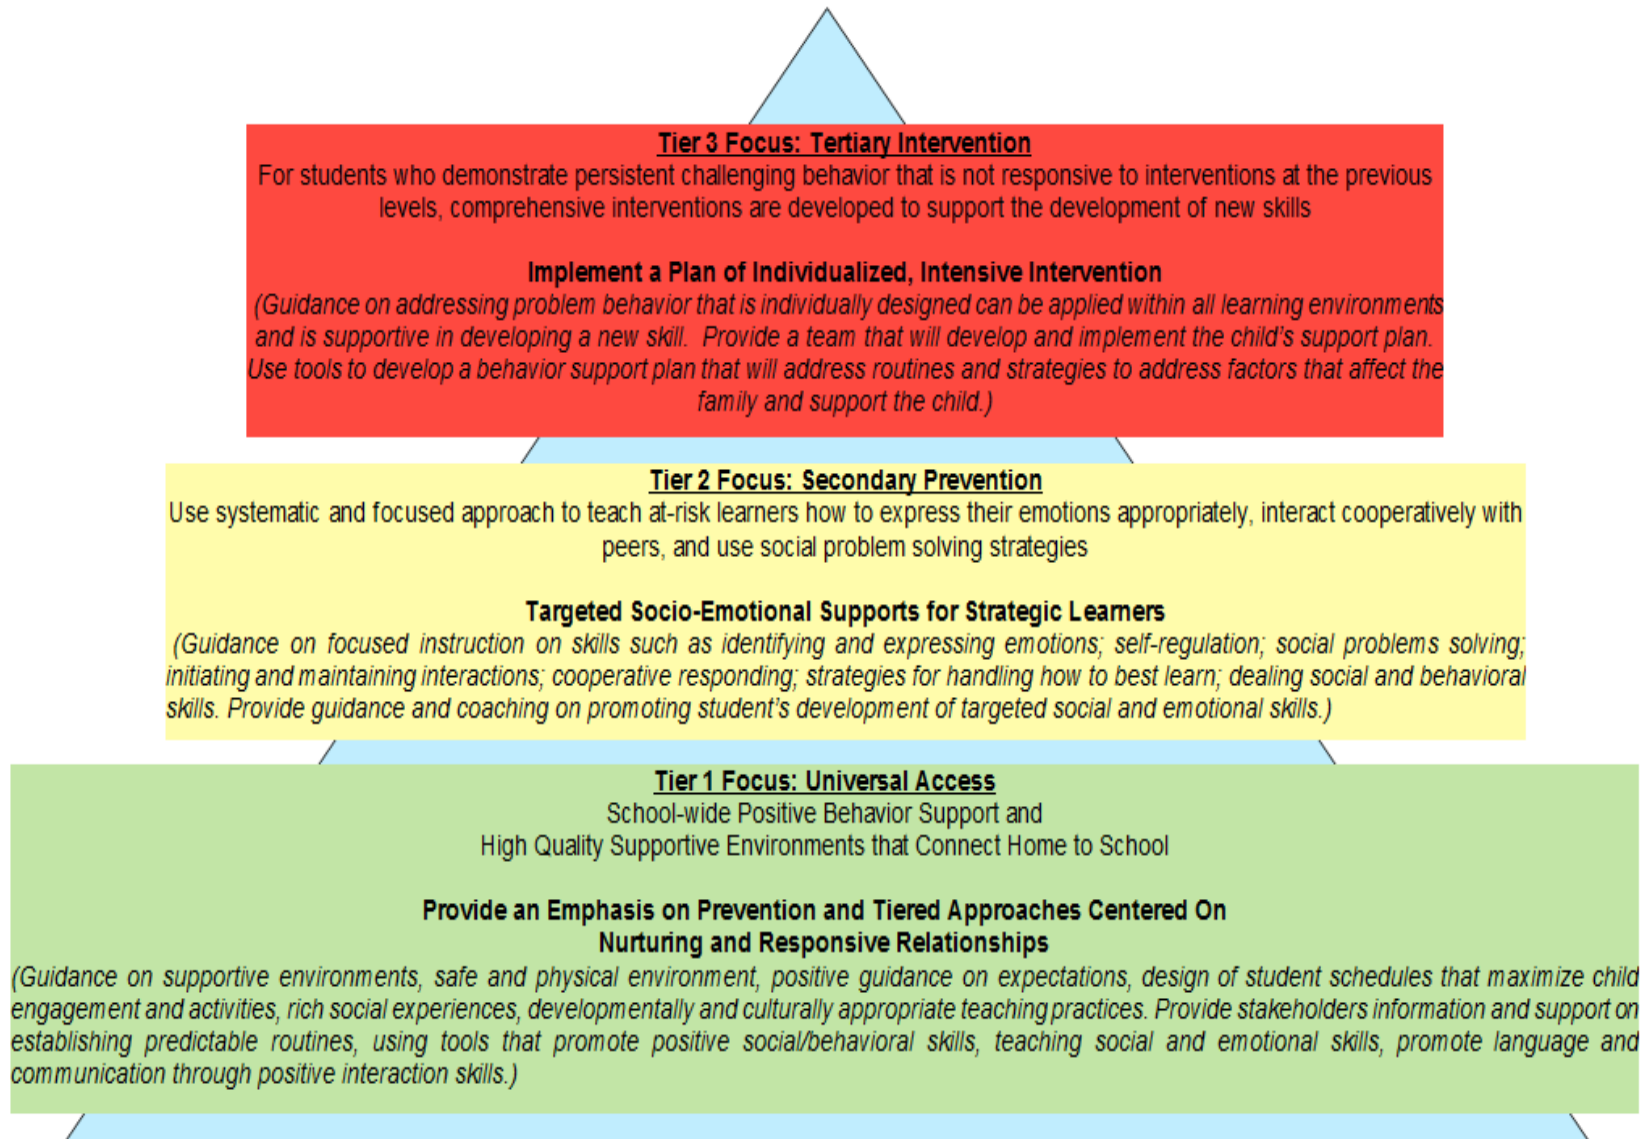 Tier 3 Focus: Tertiary Intervention
For students who demonstrate persistent challenging behavior that is not responsive to interventions at the previous
levels, comprehensive interventions are developed to support the development of new skills
Implement a Plan of Individualized, Intensive Intervention
(Guidance on addressing problem behavior that is individually designed can be applied within all learning environments
and is supportive in developing a new skill. Provide a team that will develop and implement the child's support plan.
Use tools to develop a behavior support plan that will address routines and strategies to address factors that affect the
family and support the child.)
Tier 2 Focus: Secondary Prevention
Use systematic and focused approach to teach at-risk learners how to express their emotions appropriately, interact cooperatively with
peers, and use social problem solving strategies
Targeted Socio-Emotional Supports for Strategic Learners
(Guidance on focused instruction on skills such as identifying and expressing emotions; self-regulation; social problems solving;
initiating and maintaining interactions; cooperative responding; strategies for handling how to best learn; dealing social and behavioral
skills. Provide guidance and coaching on promoting student's development of targeted social and emotional skills.)
Tier 1 Focus: Universal Access
School-wide Positive Behavior Support and
High Quality Supportive Environments that Connect Home to School
Provide an Emphasis on Prevention and Tiered Approaches Centered On
Nurturing and Responsive Relationships
(Guidance on supportive environments, safe and physical environment, positive guidance on expectations, design of student schedules that maximize child
engagement and activities, rich social experiences, developmentally and culturally appropriate teaching practices. Provide stakeholders information and support on
establishing predictable routines, using tools that promote positive social/behavioral skills, teaching social and emotional skills, promote language and
communication through positive interaction skills.)